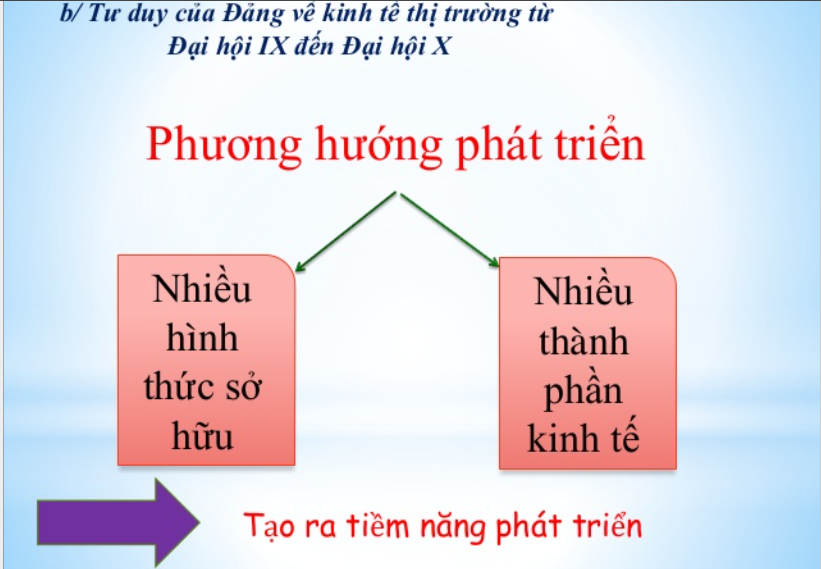 b/ Tư duy của Đảng về kinh tế thị trường từ
Đại hội IX đến Đại hội X
Phương hướng phát triển
Nhiều
hình
thức sở
hữu
Nhiều
thành
phần
kinh tế
Tạo ra tiềm năng phát triển